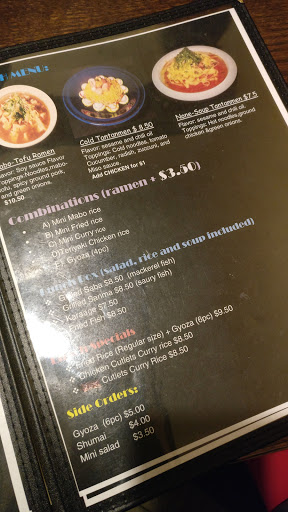 MENU:
Mabo-Tofu Ramen
Flavor: Soy sauce Flavor
Toppings:Noodles,mabo-
tofu, spicy ground pork,
and green onions.
$10.50
Cold Tantanmen $ 8.50
Flavor: sesame and chili oil
Toppings: Cold noodles, tomato
Cucumber, radish, zuccuni, and
Miso sauce.
Add CHICKEN for $1
None-Soup Tantanmen $7.5
Flavor: sesame and chili oil
Toppings: Hot noodles,ground
chicken &green onions.
Combinations (ramen + $3.50)
A) Mini Mabo rice
B) Mini Fried rice
C) Mini Curry rice
D)Teriyaki Chicken rice
E) Gyoza (4pc)
Box (salad, rice and soup included)
Grilled Saba $8.50 (mackerel fish)
Grilled Sanma $8.50 (saury fish)
Karaage $7.50
Fried Fish $8.50
Specials
Fried Rice (Regular size) + Gyoza (6pc) $9.50
Chicken Cutlets Curry rice $8.50
Cutlets Curry Rice $8.50
Side Orders:
Gyoza (6pc) $5.00
Shumai $4.00
Mini salad $3.50